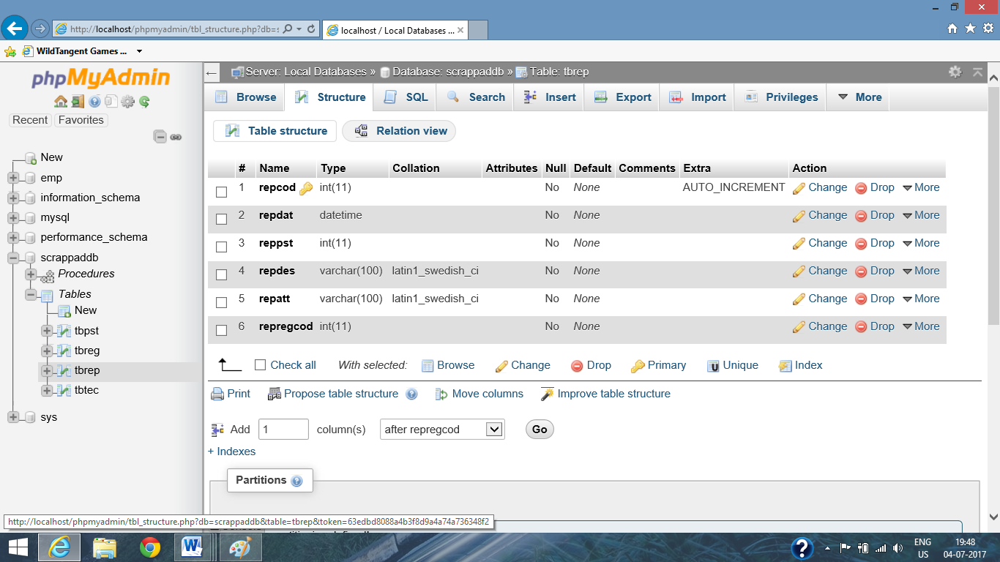 http://localhost/phpmyadmin/tbl_structure.php?db=s
localhost / Local Databases ...
WildTangent Games ...
phpMyAdmin
Recent Favorites
New
emp
information_schema
mysql
performance_schema
scrappaddb
Procedures
Tables
New
tbpst
tbreg
tbrep
tbtec
sys
Server: Local Databases » Database: scrappaddb » Table: tbrep
Browse Structure SQL Search Insert Export Import Privileges More
Table structure Relation view
# Name Type Collation Attributes Null Default Comments Extra Action
1 repcod int(11) No None AUTO_INCREMENT Change Drop More
2 repdat datetime No None Change Drop More
3 reppst int(11) No None Change Drop More
4 repdes varchar(100) latin1_swedish_ci No None Change Drop More
5 repatt varchar(100) latin1_swedish_ci No None Change Drop More
6 repregcod int(11) No None Change Drop More
Check all With selected: Browse Change Drop Primary Unique Index
Print Propose table structure Move columns Improve table structure
Add 1 column(s) after repregcod Go
+ Indexes
Partitions
http://localhost/phpmyadmin/tbl_structure.php?db=scrappaddb&table=tbrep&token=63edbd8088a4b3f8d9a4a74a736348f2
ENG 19:48
US 04-07-2017